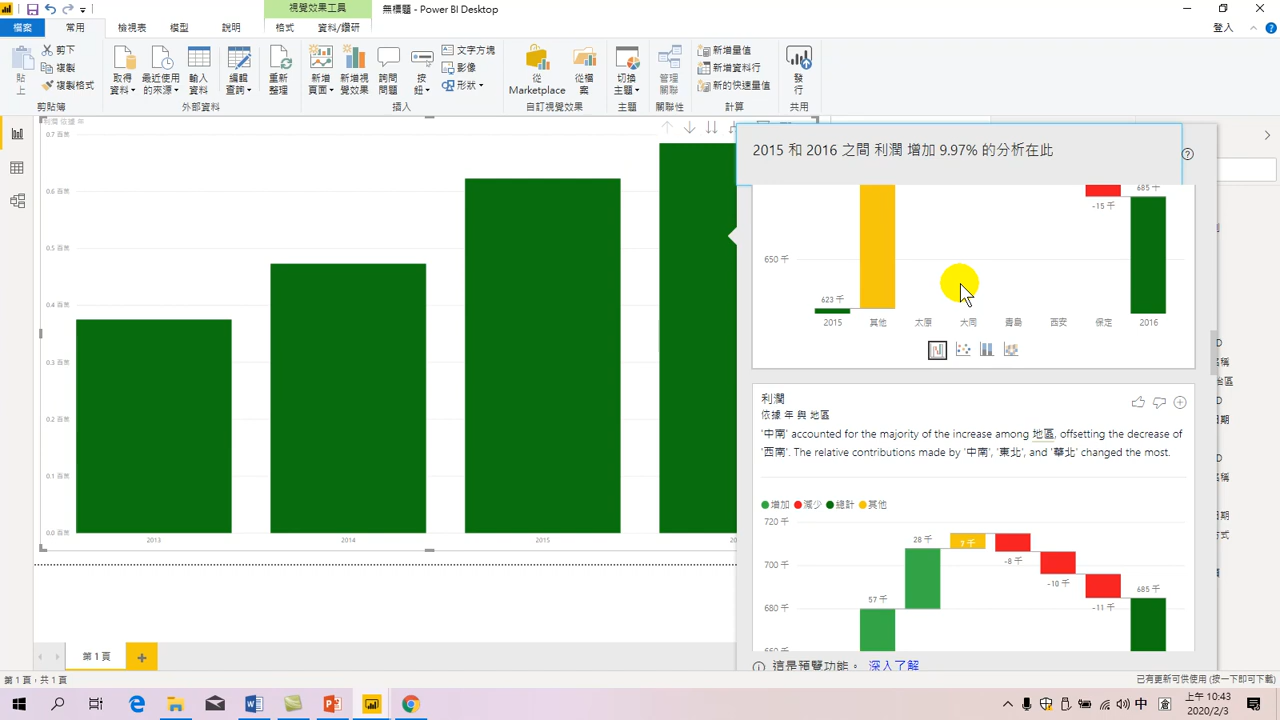 視覺效果工具
無標題 - Power BI Desktop
檔案
常用
檢視表
模型
說明
格式
資料/鑽研
登入
貼上
剪下
複製
複製格式
取得資料
最近使用的來源
輸入資料
編輯查詢
重新整理
新增頁面
新增視覺效果
詢問問題
按鈕
文字方塊
影像
形狀
從 Marketplace
從檔案
切換主題
管理關聯
新增量值
新增資料行
新的快速量值
發行
剪貼簿
外部資料
插入
自訂視覺效果
主題
關聯性
計算
共用
利潤 依據 年
0.7 百萬
0.6 百萬
0.5 百萬
0.4 百萬
0.3 百萬
0.2 百萬
0.1 百萬
0.0 百萬
2013
2014
2015
20
2015 和 2016 之間 利潤 增加 9.97% 的分析在此
685 千
-15 千
650 千
623 千
2015
其他
太原
大同
青島
西安
保定
2016
利潤
依據 年 與 地區
'中南' accounted for the majority of the increase among 地區, offsetting the decrease of
'西南'. The relative contributions made by '中南', '東北', and '華北' changed the most.
增加 減少 總計 其他
720 千
28 千
7 千
-8 千
700 千
-10 千
685 千
57 千
-11 千
680 千
這是預覽功能。 深入了解
D
稱
省區
D
期
D
稱
期
式
第 1 頁
第 1 頁，共 1 頁
已有更新可供使用 (按一下即可下載)
中
上午 10:43
2020/2/3